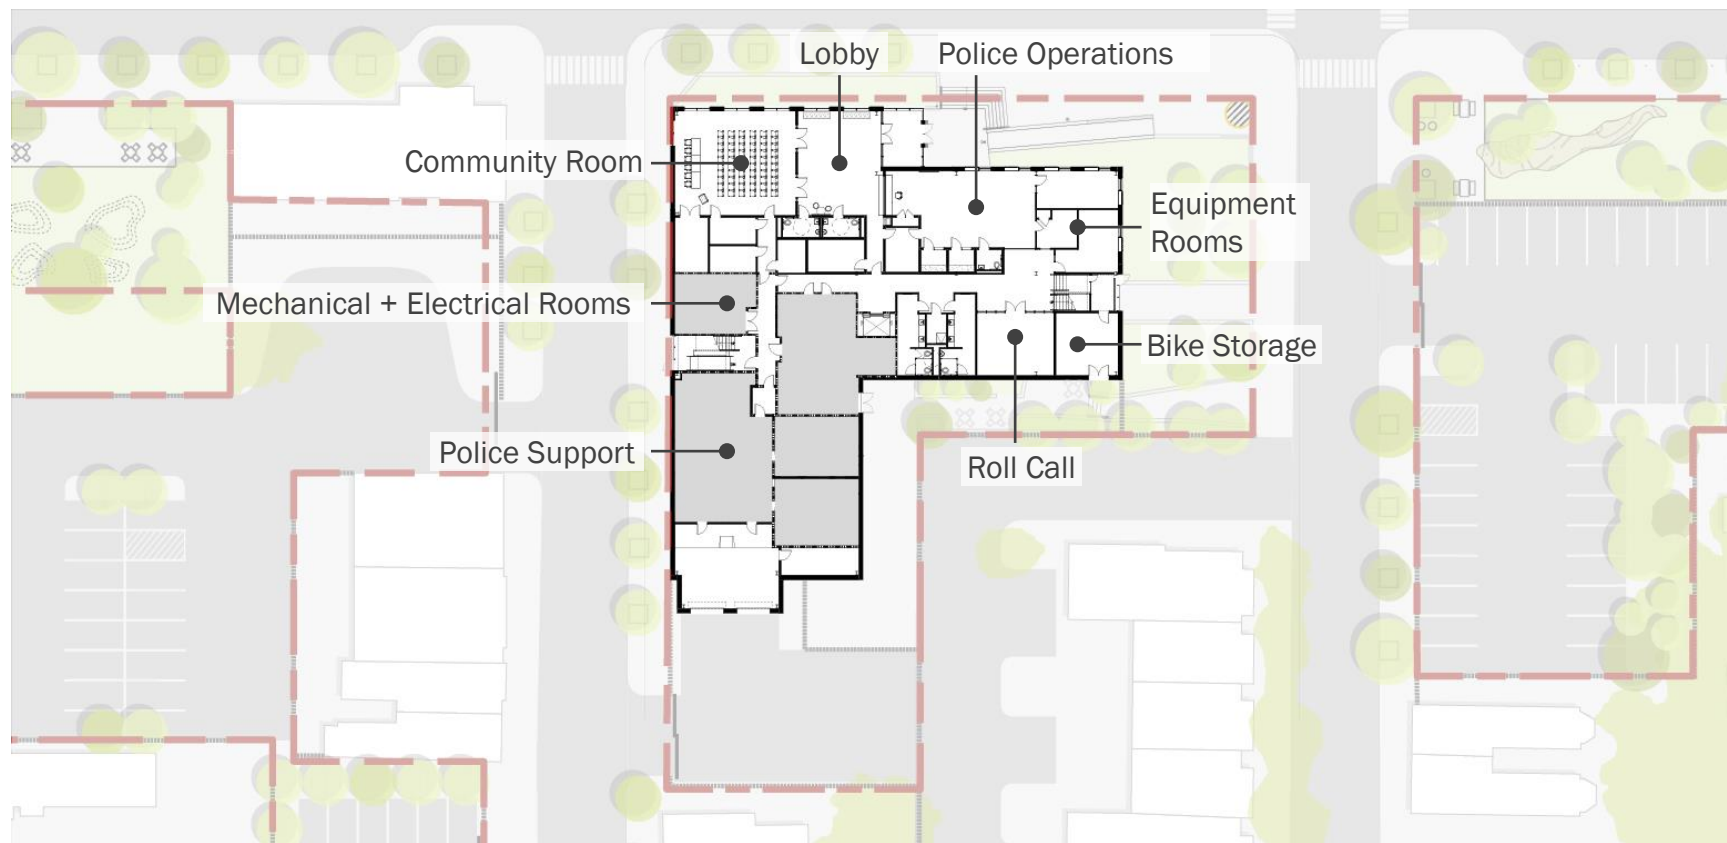 Lobby
Police Operations
Community Room
Equipment
Rooms
Mechanical + Electrical Rooms
Bike Storage
Police Support
Roll Call